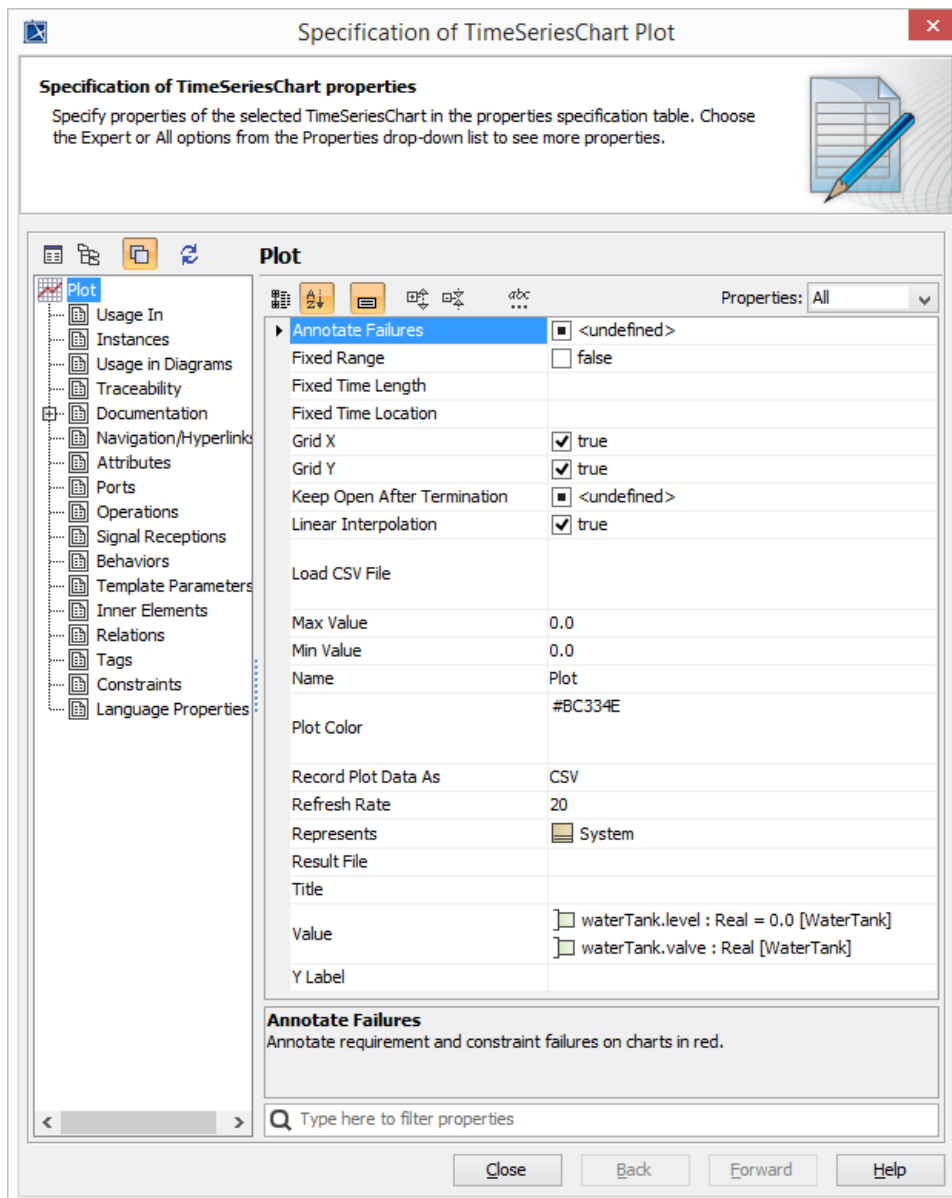 Specification of TimeSeriesChart Plot
Specification of TimeSeriesChart properties
Specify properties of the selected TimeSeriesChart in the properties specification table. Choose
the Expert or All options from the Properties drop-down list to see more properties.
Plot
Plot
Usage In
Instances
Usage in Diagrams
Traceability
Documentation
Navigation/Hyperlinks
Attributes
Ports
Operations
Signal Receptions
Behaviors
Template Parameters
Inner Elements
Relations
Tags
Constraints
Language Properties
Properties: All
Annotate Failures <undefined>
Fixed Range false
Fixed Time Length
Fixed Time Location
Grid X true
Grid Y true
Keep Open After Termination <undefined>
Linear Interpolation true
Load CSV File
Max Value 0.0
Min Value 0.0
Name Plot
Plot Color #BC334E
Record Plot Data As CSV
Refresh Rate 20
Represents System
Result File
Title
Value waterTank.level : Real = 0.0 [WaterTank]
waterTank.valve : Real [WaterTank]
Y Label
Annotate Failures
Annotate requirement and constraint failures on charts in red.
Type here to filter properties
Close Back Forward Help